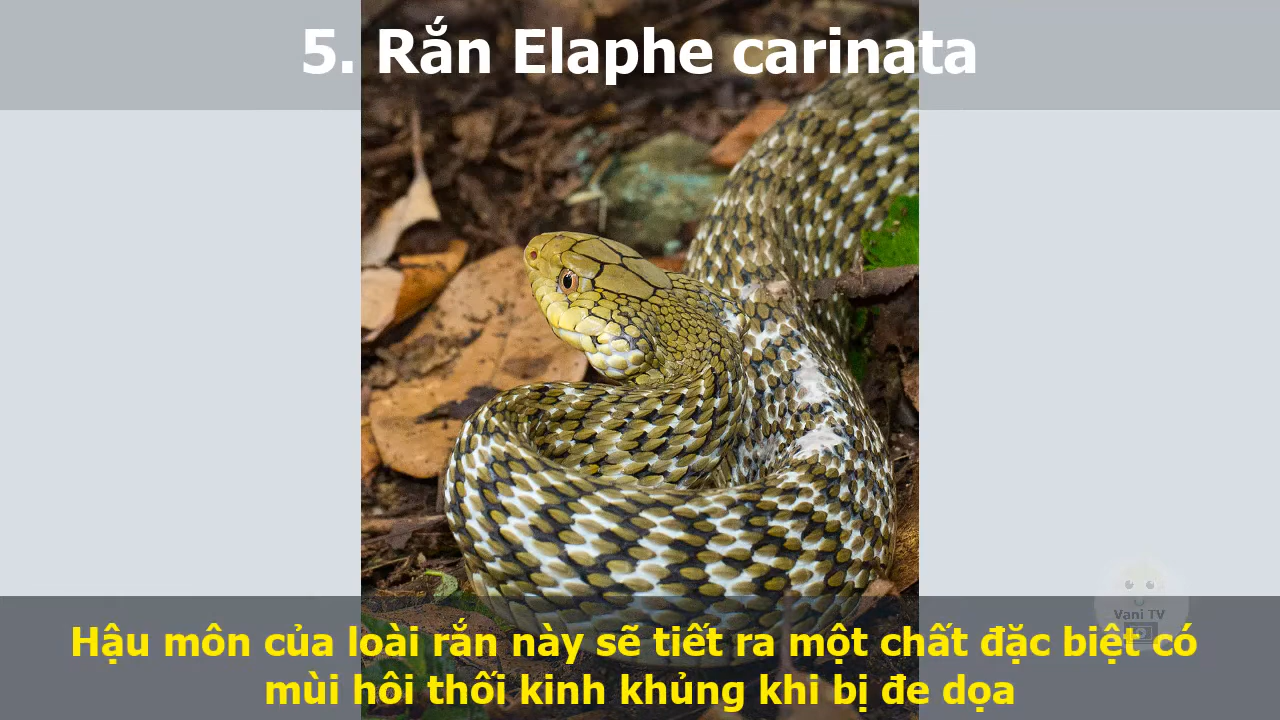 5. Rắn Elaphe carinata
Vani TV
Hậu môn của loài rắn này sẽ tiết ra một chất đặc biệt có
mùi hôi thối kinh khủng khi bị đe dọa